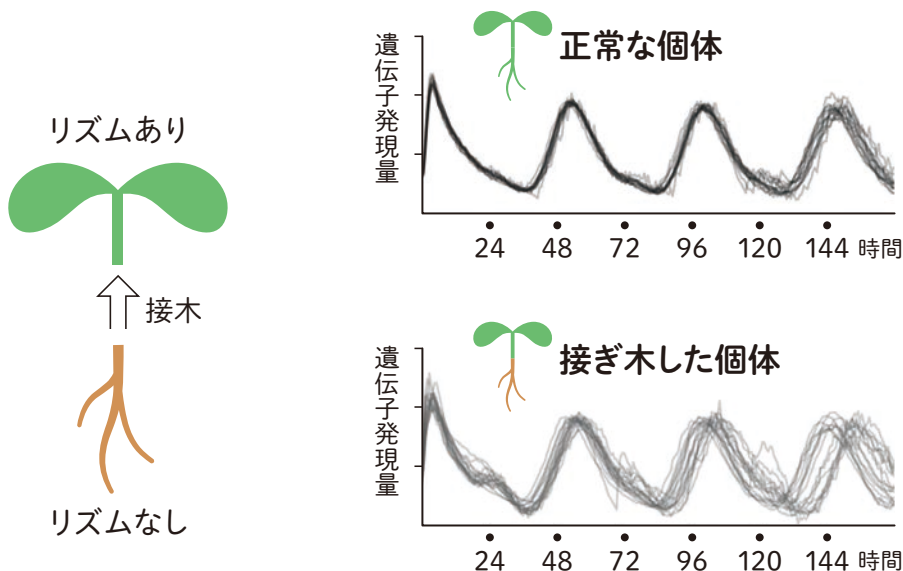 リズムあり
接木
リズムなし
正常な個体
遺伝子発現量
24 48 72 96 120 144 時間
接ぎ木した個体
遺伝子発現量
24 48 72 96 120 144 時間